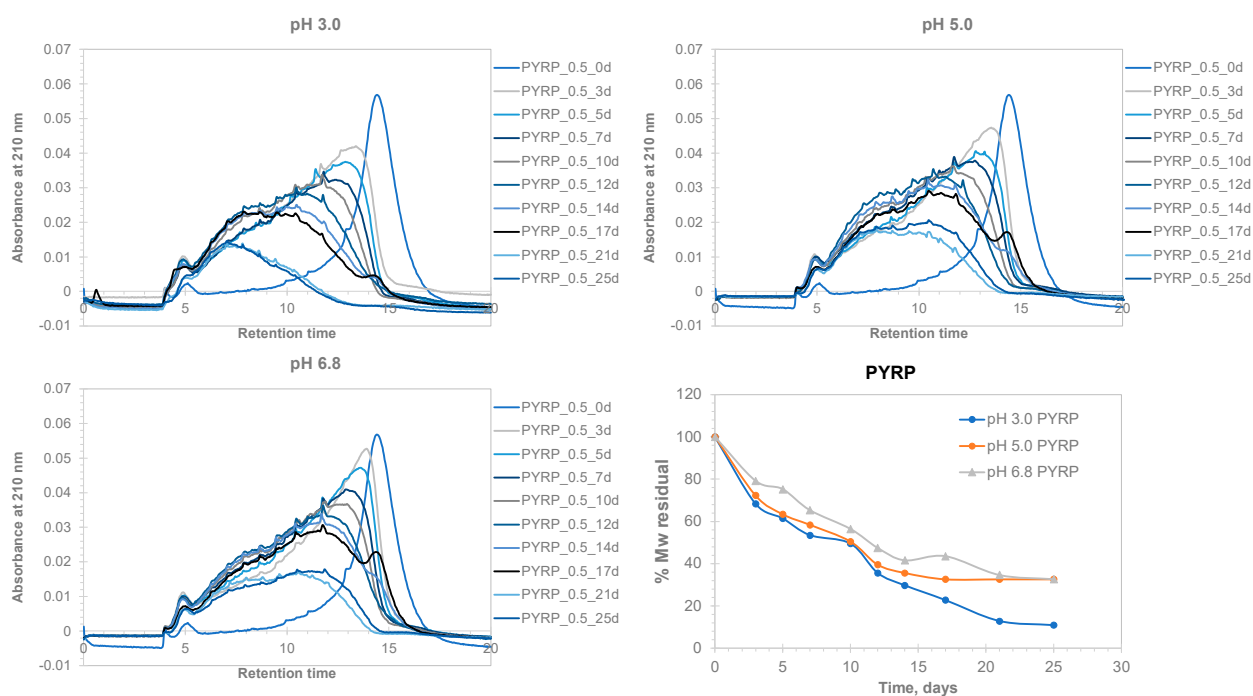 pH 3.0
0.07
0.06
0.05
0.04
0.03
0.02
0.01
0
-0.01
Absorbance at 210 nm
0 5 10 15 20
Retention time
PYRP_0.5_0d
PYRP_0.5_3d
PYRP_0.5_5d
PYRP_0.5_7d
PYRP_0.5_10d
PYRP_0.5_12d
PYRP_0.5_14d
PYRP_0.5_17d
PYRP_0.5_21d
PYRP_0.5_25d
pH 5.0
0.07
0.06
0.05
0.04
0.03
0.02
0.01
0
-0.01
Absorbance at 210 nm
0 5 10 15 20
Retention time
PYRP_0.5_0d
PYRP_0.5_3d
PYRP_0.5_5d
PYRP_0.5_7d
PYRP_0.5_10d
PYRP_0.5_12d
PYRP_0.5_14d
PYRP_0.5_17d
PYRP_0.5_21d
PYRP_0.5_25d
pH 6.8
0.07
0.06
0.05
0.04
0.03
0.02
0.01
0
-0.01
Absorbance at 210 nm
0 5 10 15 20
Retention time
PYRP_0.5_0d
PYRP_0.5_3d
PYRP_0.5_5d
PYRP_0.5_7d
PYRP_0.5_10d
PYRP_0.5_12d
PYRP_0.5_14d
PYRP_0.5_17d
PYRP_0.5_21d
PYRP_0.5_25d
PYRP
120
100
80
60
40
20
0
% Mw residual
0 5 10 15 20 25 30
Time, days
pH 3.0 PYRP
pH 5.0 PYRP
pH 6.8 PYRP